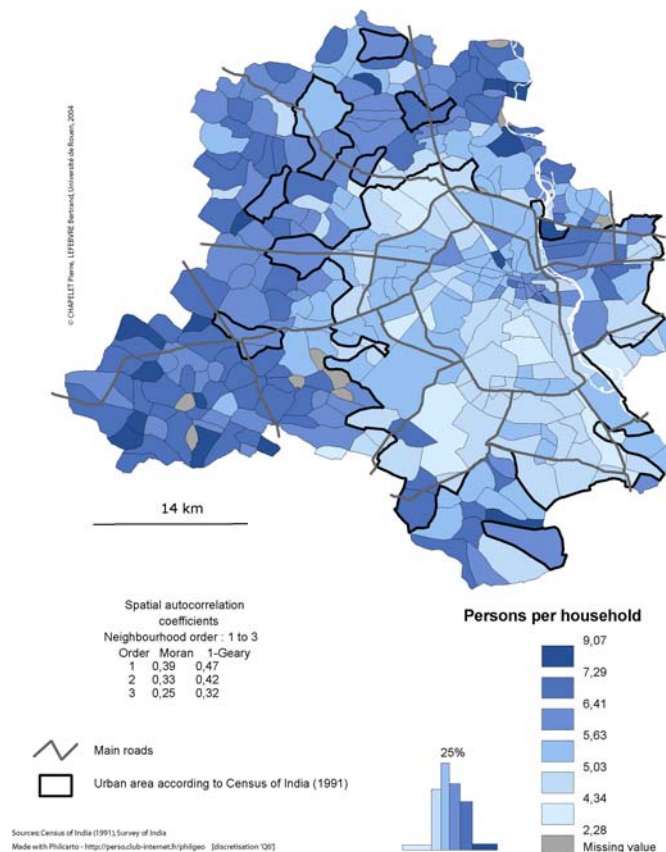 © CHAPELET Pierre, LEFEBVRE Bertrand, Université de Rouen, 2004
14 km
Spatial autocorrelation
coefficients
Neighbourhood order : 1 to 3
Order Moran 1-Geary
1 0,39 0,47
2 0,33 0,42
3 0,25 0,32
Main roads
Urban area according to Census of India (1991)
Sources: Census of India (1991), Survey of India
Made with Philcarto - http://perso.club-internet.fr/philgeo [discretisation 'Q6']
25%
Persons per household
9,07
7,29
6,41
5,63
5,03
4,34
2,28
Missing value